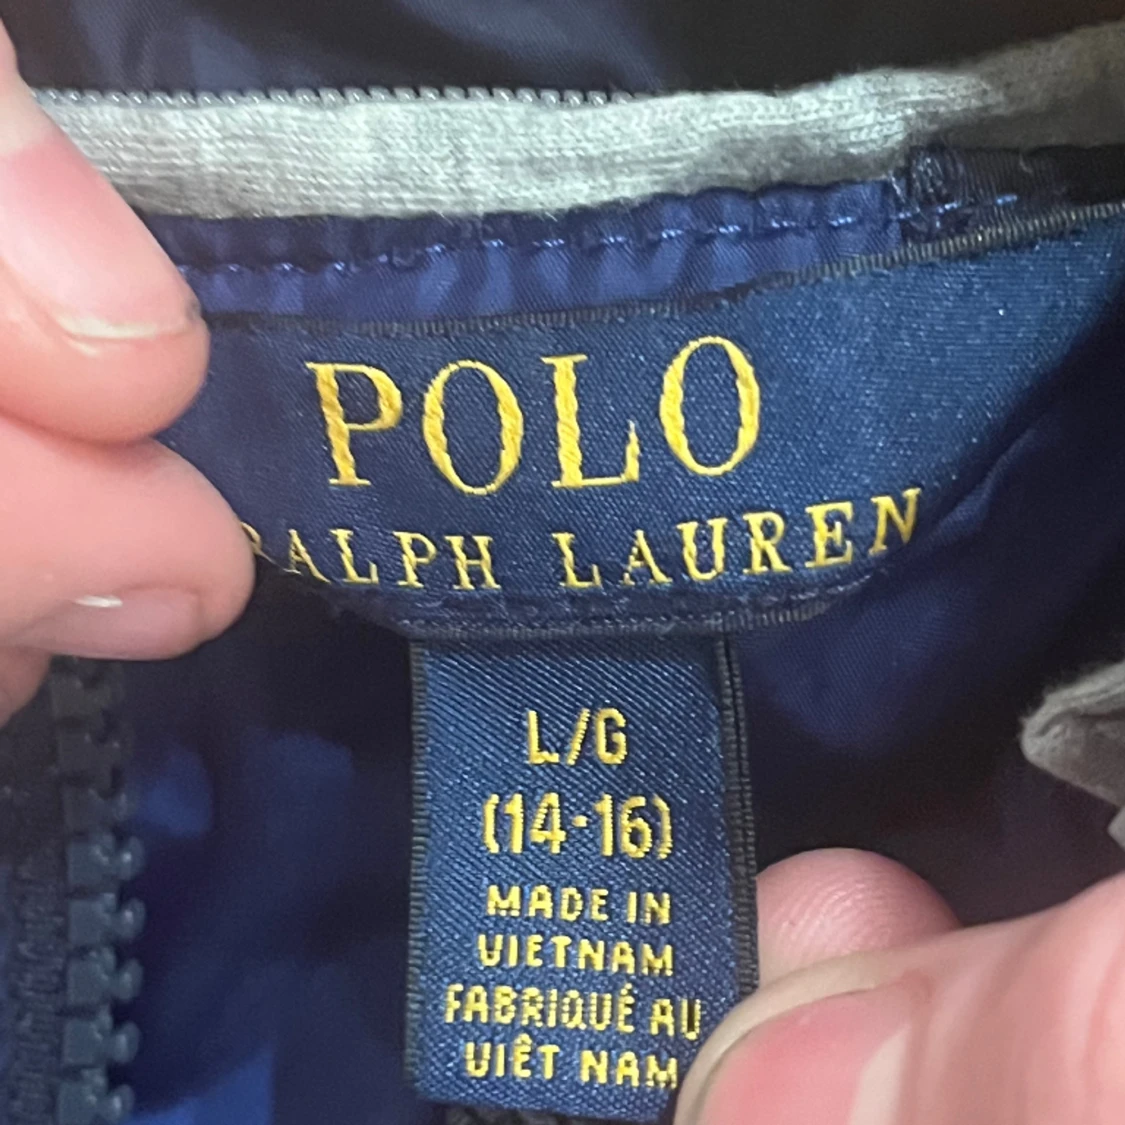 POLO
RALPH LAUREN
L/G
(14-16)
MADE IN
VIETNAM
FABRIQUÉ AU
VIÊT NAM